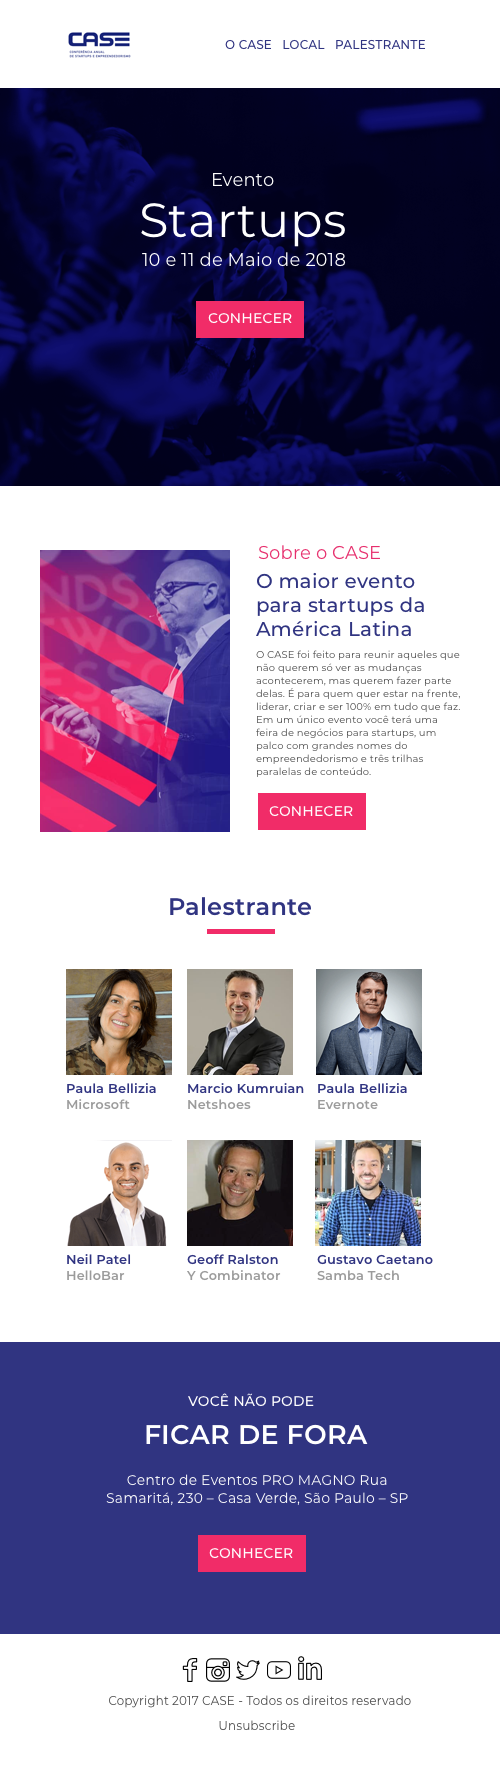 CASE
CONFERÊNCIA ANUAL
DE STARTUPS E EMPREENDEDORISMO
O CASE LOCAL PALESTRANTE
Evento
Startups
10 e 11 de Maio de 2018
CONHECER
NDS
TWO
Sobre o CASE
O maior evento
para startups da
América Latina
O CASE foi feito para reunir aqueles que
não querem só ver as mudanças
acontecerem, mas querem fazer parte
delas. É para quem quer estar na frente,
liderar, criar e ser 100% em tudo que faz.
Em um único evento você terá uma
feira de negócios para startups, um
palco com grandes nomes do
empreendedorismo e três trilhas
paralelas de conteúdo.
CONHECER
Palestrante
Paula Bellizia
Microsoft
Marcio Kumruian
Netshoes
Paula Bellizia
Evernote
Neil Patel
HelloBar
Geoff Ralston
Y Combinator
Gustavo Caetano
Samba Tech
VOCÊ NÃO PODE
FICAR DE FORA
Centro de Eventos PRO MAGNO Rua
Samaritá, 230 – Casa Verde, São Paulo – SP
CONHECER
Copyright 2017 CASE - Todos os direitos reservado
Unsubscribe